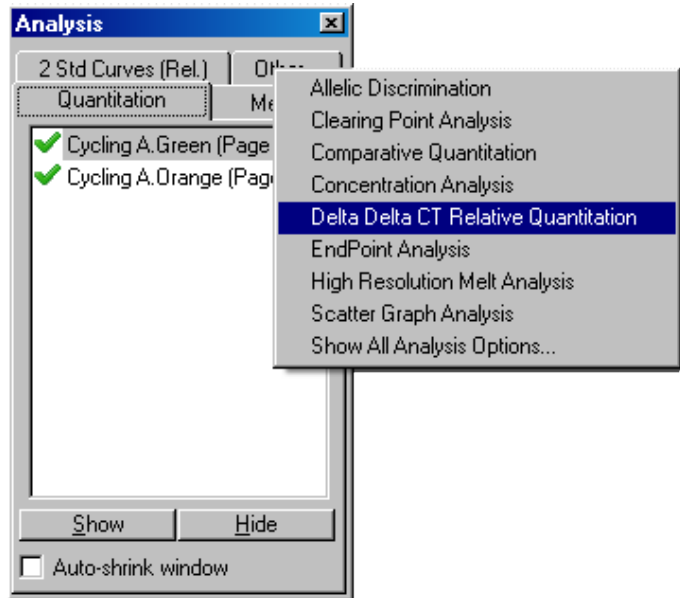 Analysis
2 Std Curves (Rel.)
Quantitation
Cycling A.Green (Page
Cycling A.Orange (Page
Allelic Discrimination
Clearing Point Analysis
Comparative Quantitation
Concentration Analysis
Delta Delta CT Relative Quantitation
EndPoint Analysis
High Resolution Melt Analysis
Scatter Graph Analysis
Show All Analysis Options...
Show Hide
Auto-shrink window